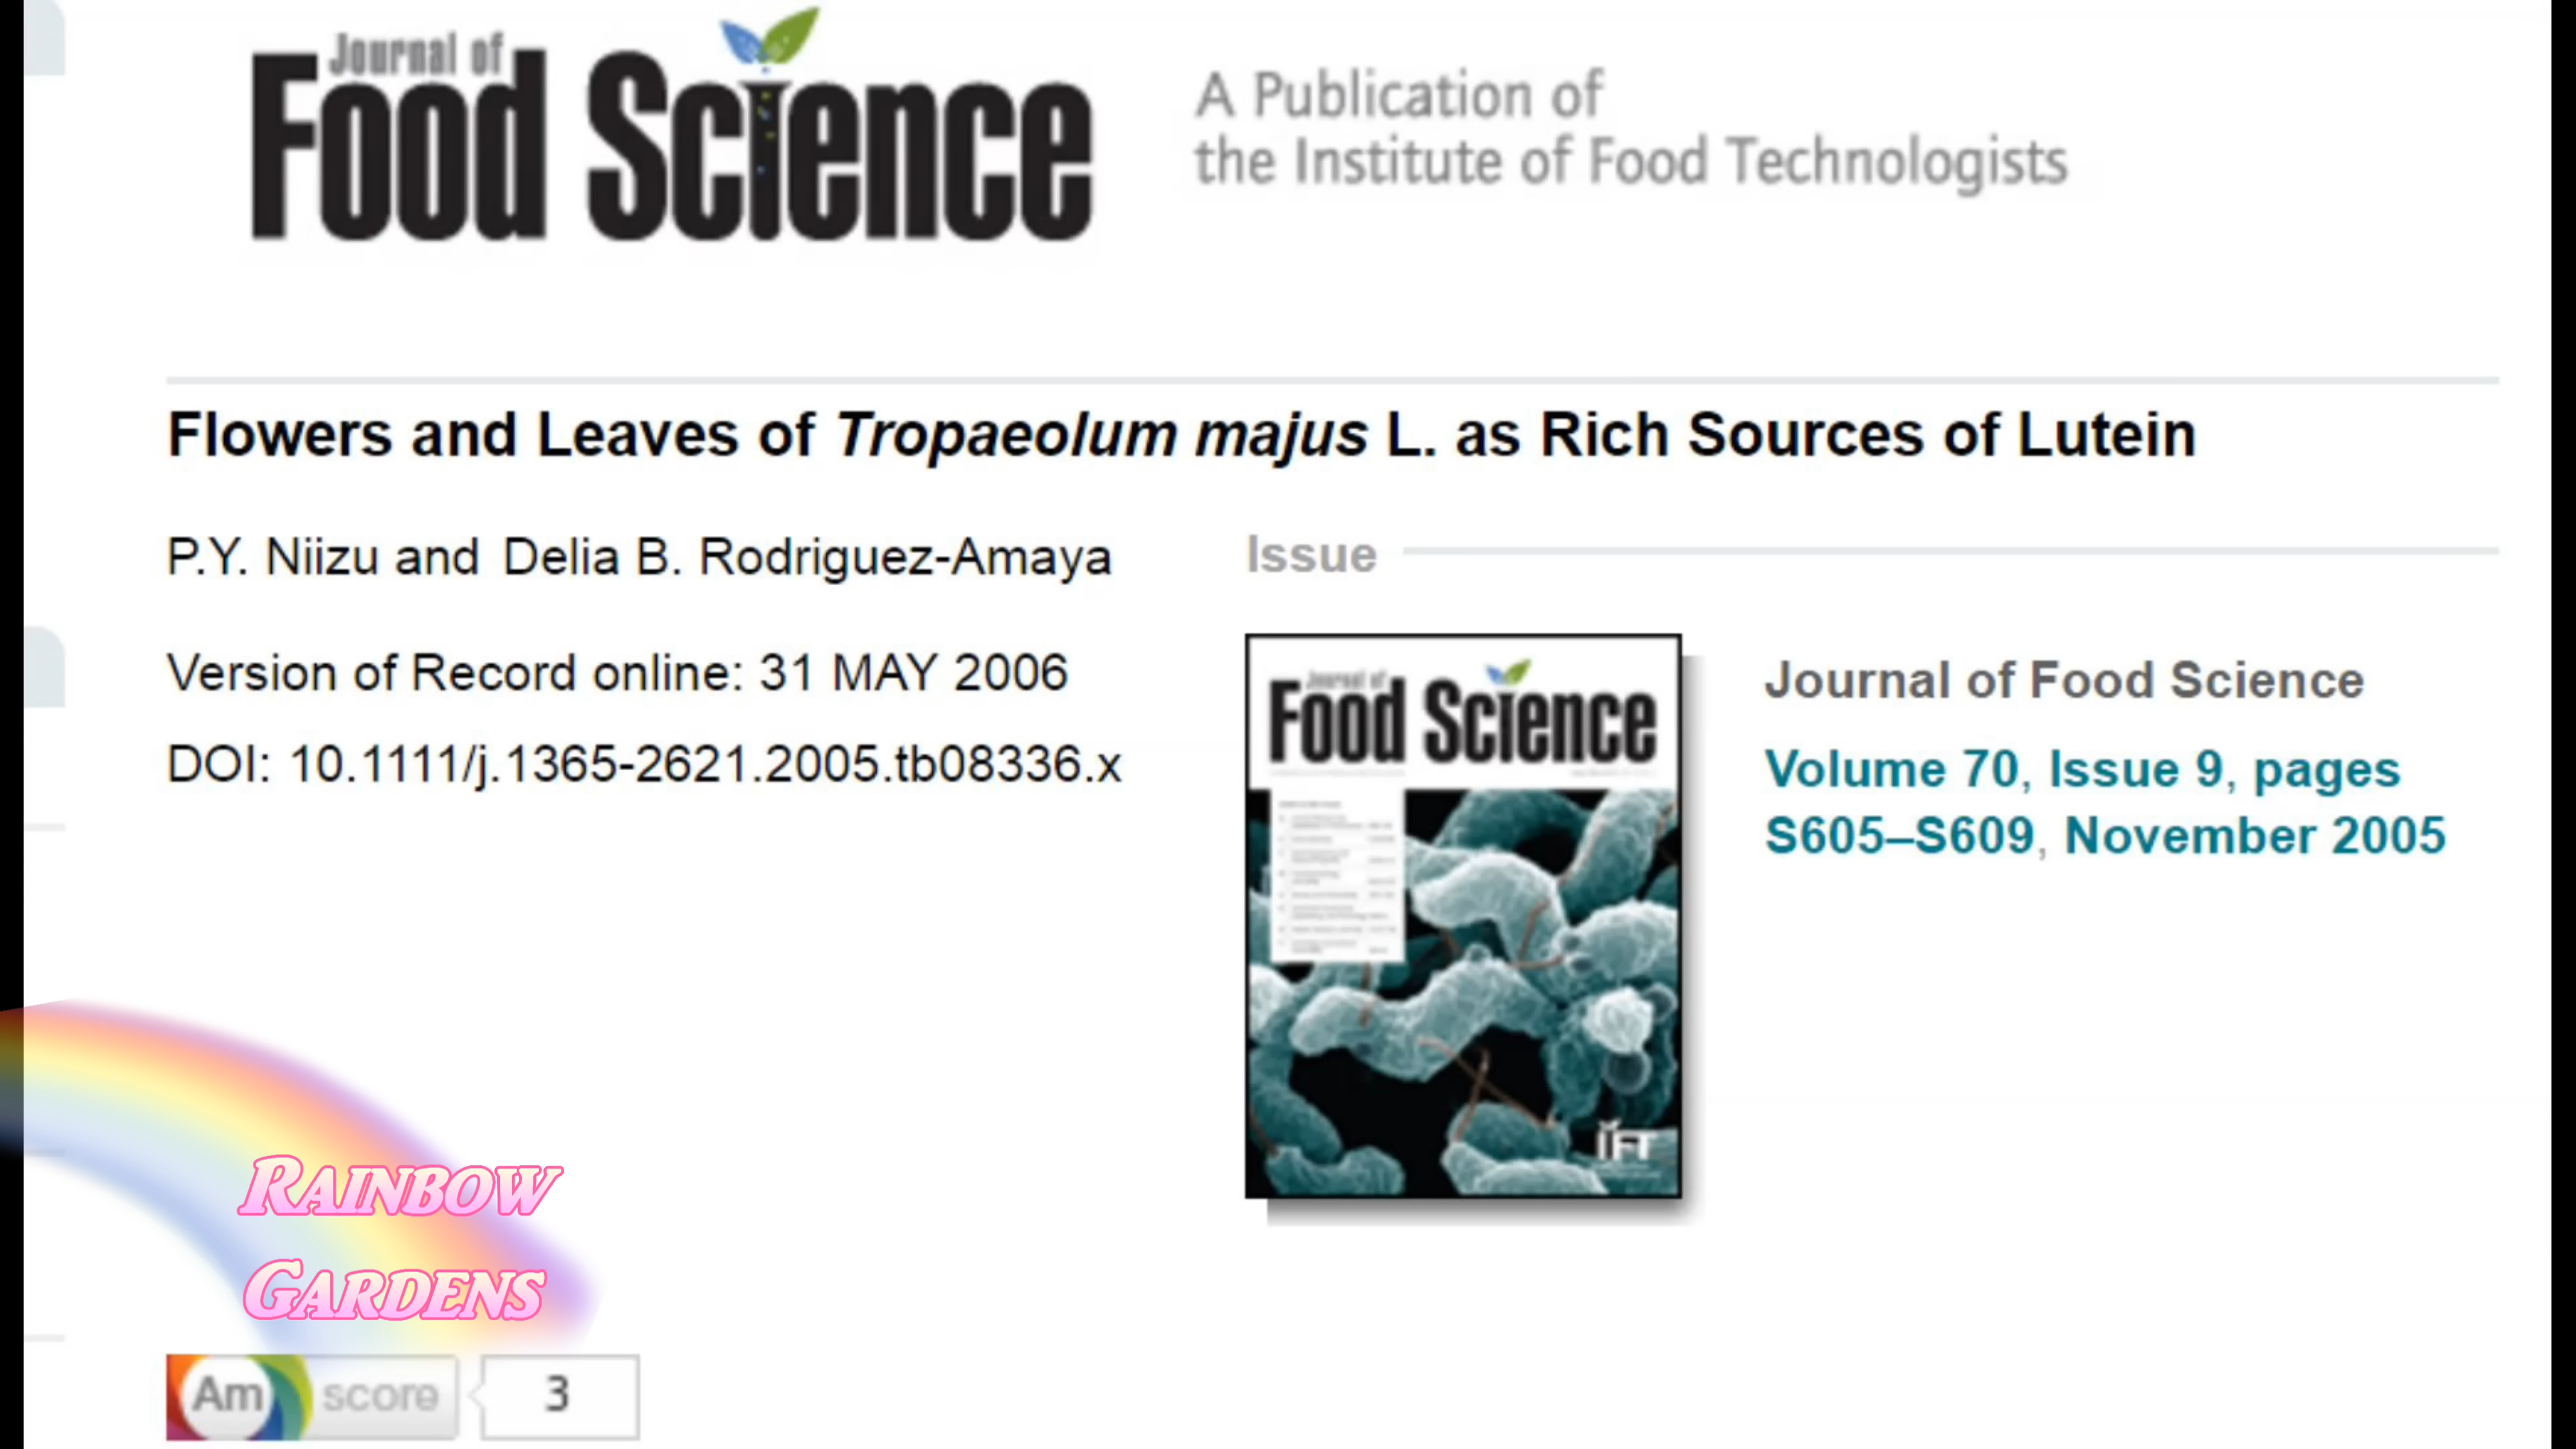 Journal of
Food Science
A Publication of
the Institute of Food Technologists
Flowers and Leaves of Tropaeolum majus L. as Rich Sources of Lutein
P.Y. Niizu and Delia B. Rodriguez-Amaya
Version of Record online: 31 MAY 2006
DOI: 10.1111/j.1365-2621.2005.tb08336.x
Issue
Journal of
Food Science
IFT
Journal of Food Science
Volume 70, Issue 9, pages
S605–S609, November 2005
RAINBOW
GARDENS
Am score 3